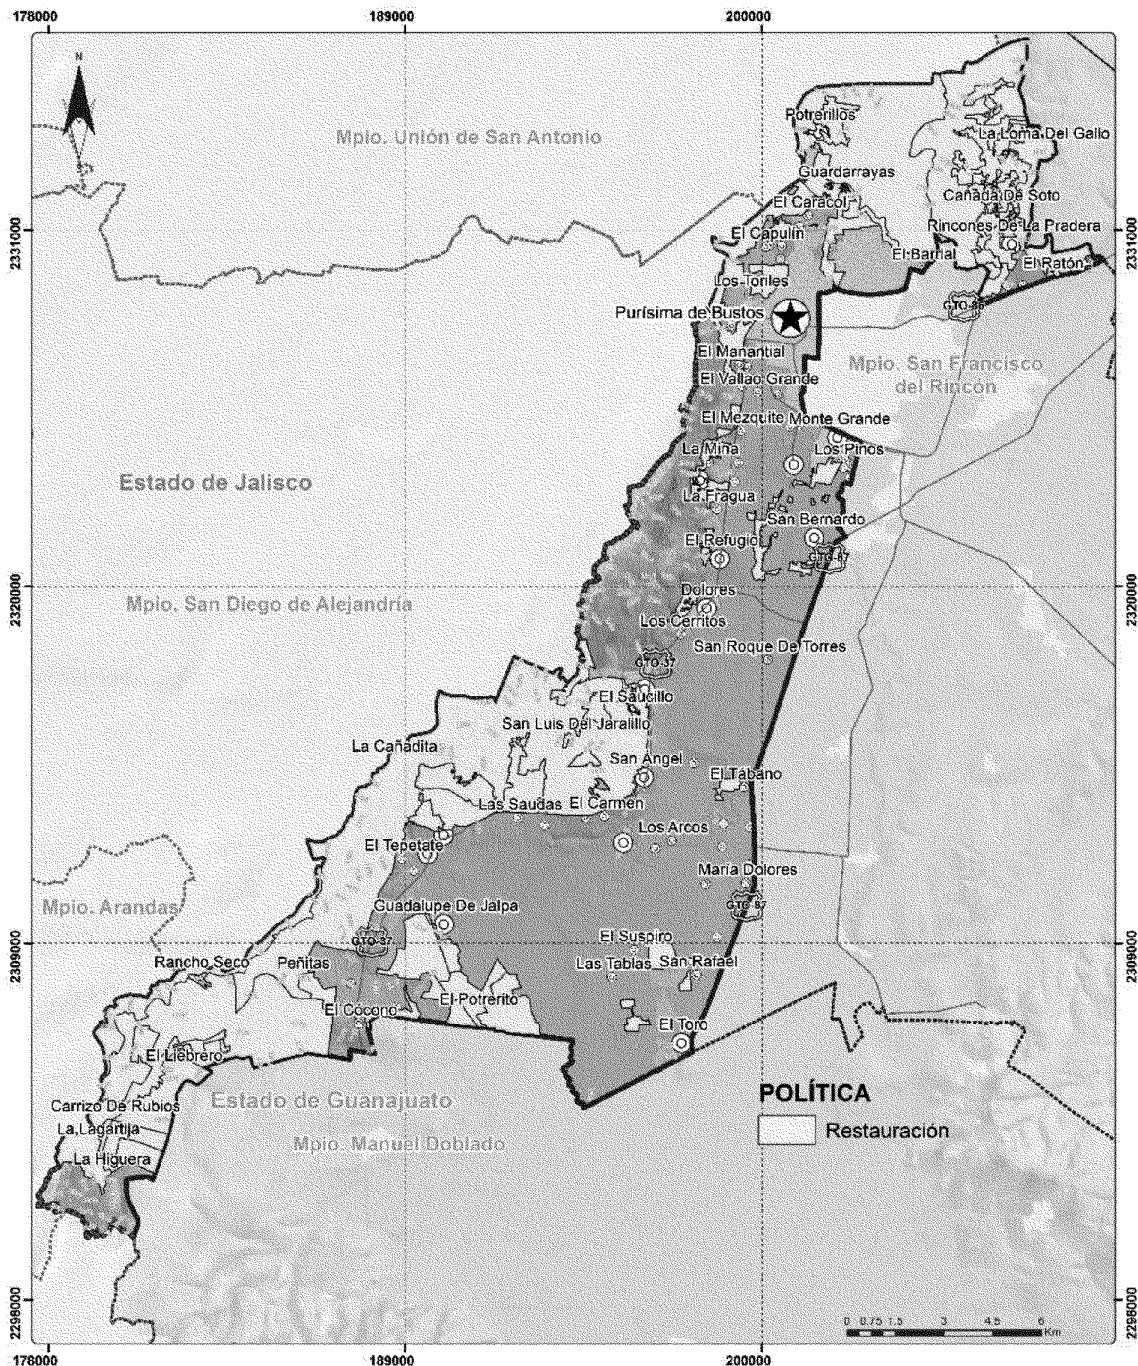 178000
189000
200000
N
2331000
2331000
Mpio. Unión de San Antonio
Potrerillos
La Loma Del Gallo
Guardarrayas
Cañada De Soto
El Caracol
Rincones De La Pradera
El Capulín
El Barrial
El Ratón
Los Toriles
GTO-86
Purísima de Bustos
El Manantial
Mpio. San Francisco
del Rincón
El Vallao Grande
El Mezquite
Monte Grande
La Mina
Los Pinos
Estado de Jalisco
La Fragua
San Bernardo
El Refugio
GTO-87
2320000
2320000
Dolores
Mpio. San Diego de Alejandría
Los Cerritos
San Roque De Torres
GTO-37
El Saucillo
San Luis Del Jaralillo
La Cañadita
San Ángel
El Tábano
Las Saudas
El Carmen
Los Arcos
El Tepetate
María Dolores
Mpio. Arandas
Guadalupe De Jalpa
GTO-87
GTO-37
El Suspiro
2309000
2309000
Rancho Seco
Peñitas
Las Tablas
San Rafael
El Potrerito
El Cócono
El Toro
El Liebrero
POLÍTICA
Restauración
Carrizo De Rubios
Estado de Guanajuato
La Lagartija
Mpio. Manuel Doblado
La Higuera
2298000
2298000
0 0.75 1.5 3 4.5 6
Km
178000
189000
200000